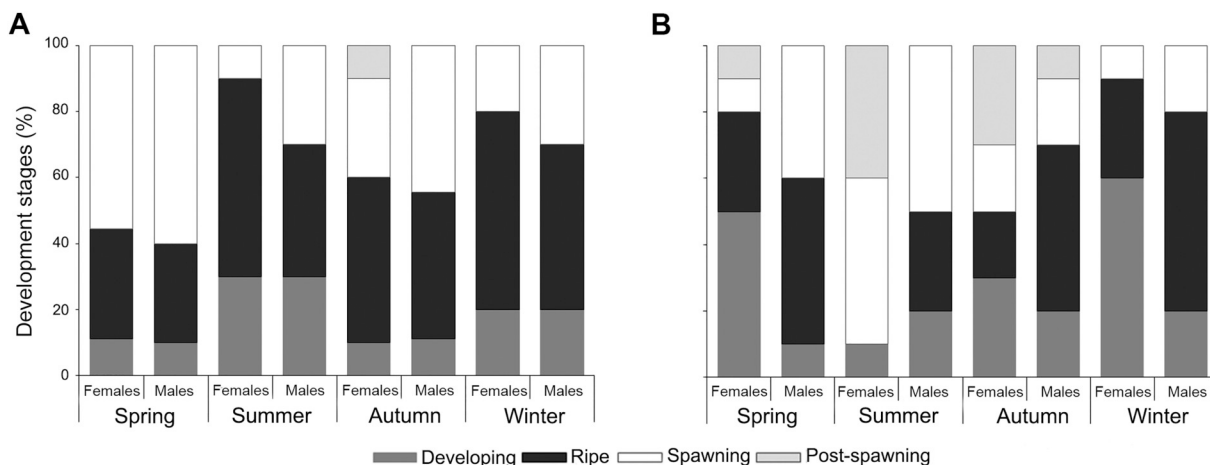 A
B
Development stages (%)
100
80
60
40
20
0
Females Males Females Males Females Males Females Males
Spring Summer Autumn Winter
Females Males Females Males Females Males Females Males
Spring Summer Autumn Winter
Developing Ripe Spawning Post-spawning